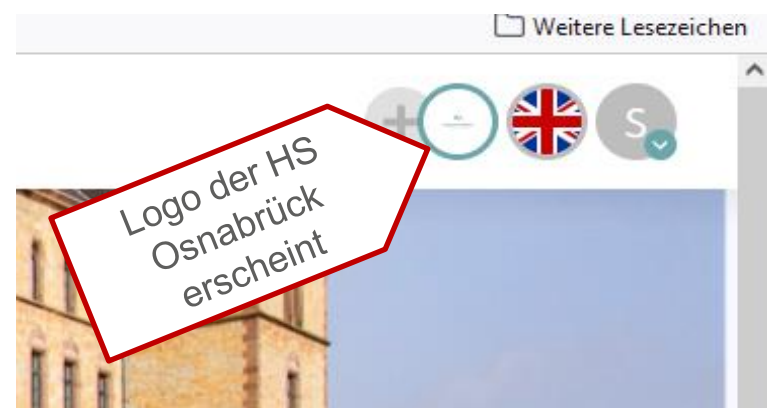 Weitere Lesezeichen
S
Logo der HS
Osnabrück
erscheint